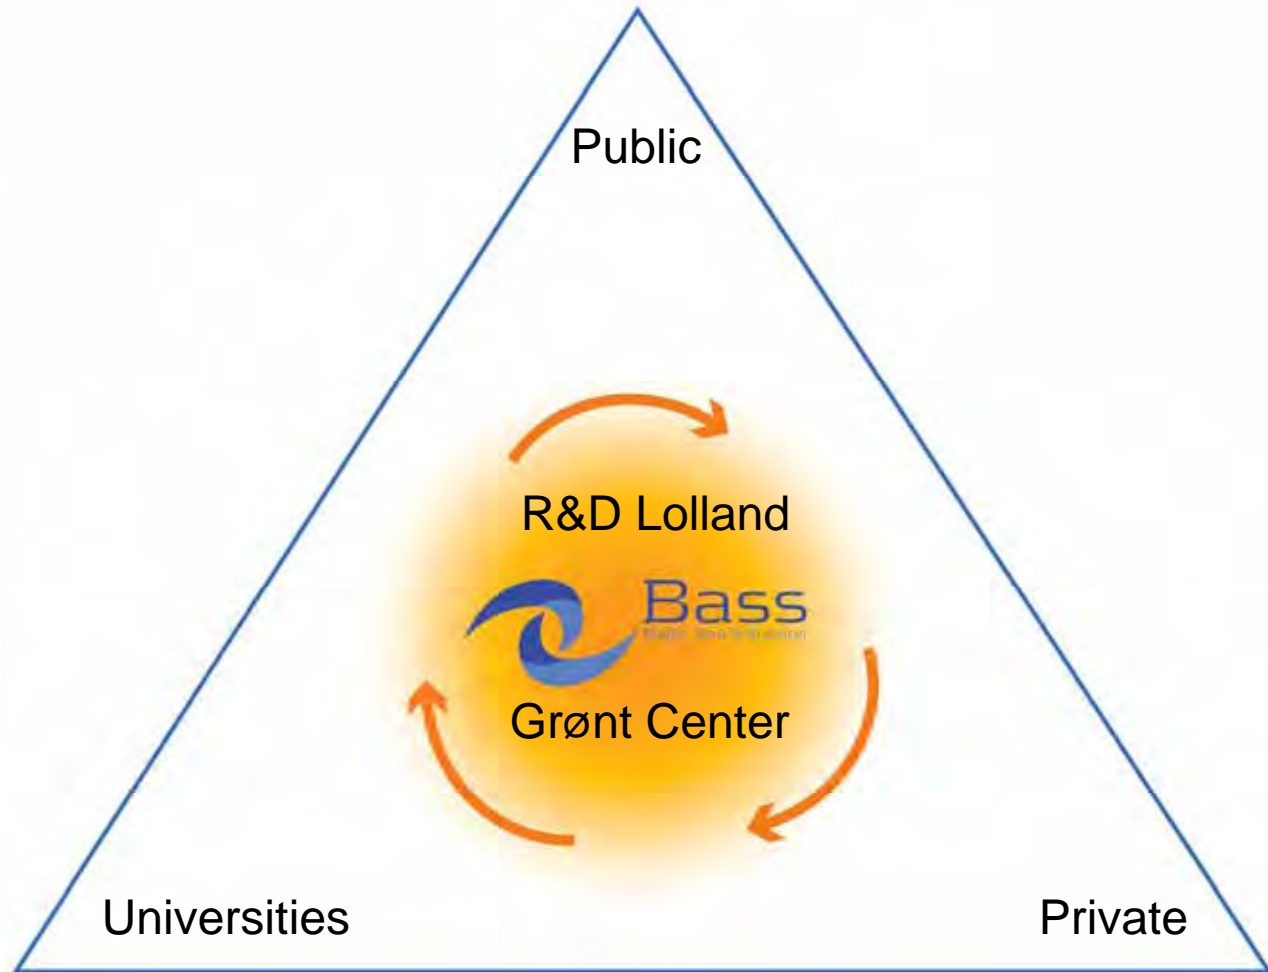 Public
R&D Lolland
Bass
Grønt Center
Universities
Private